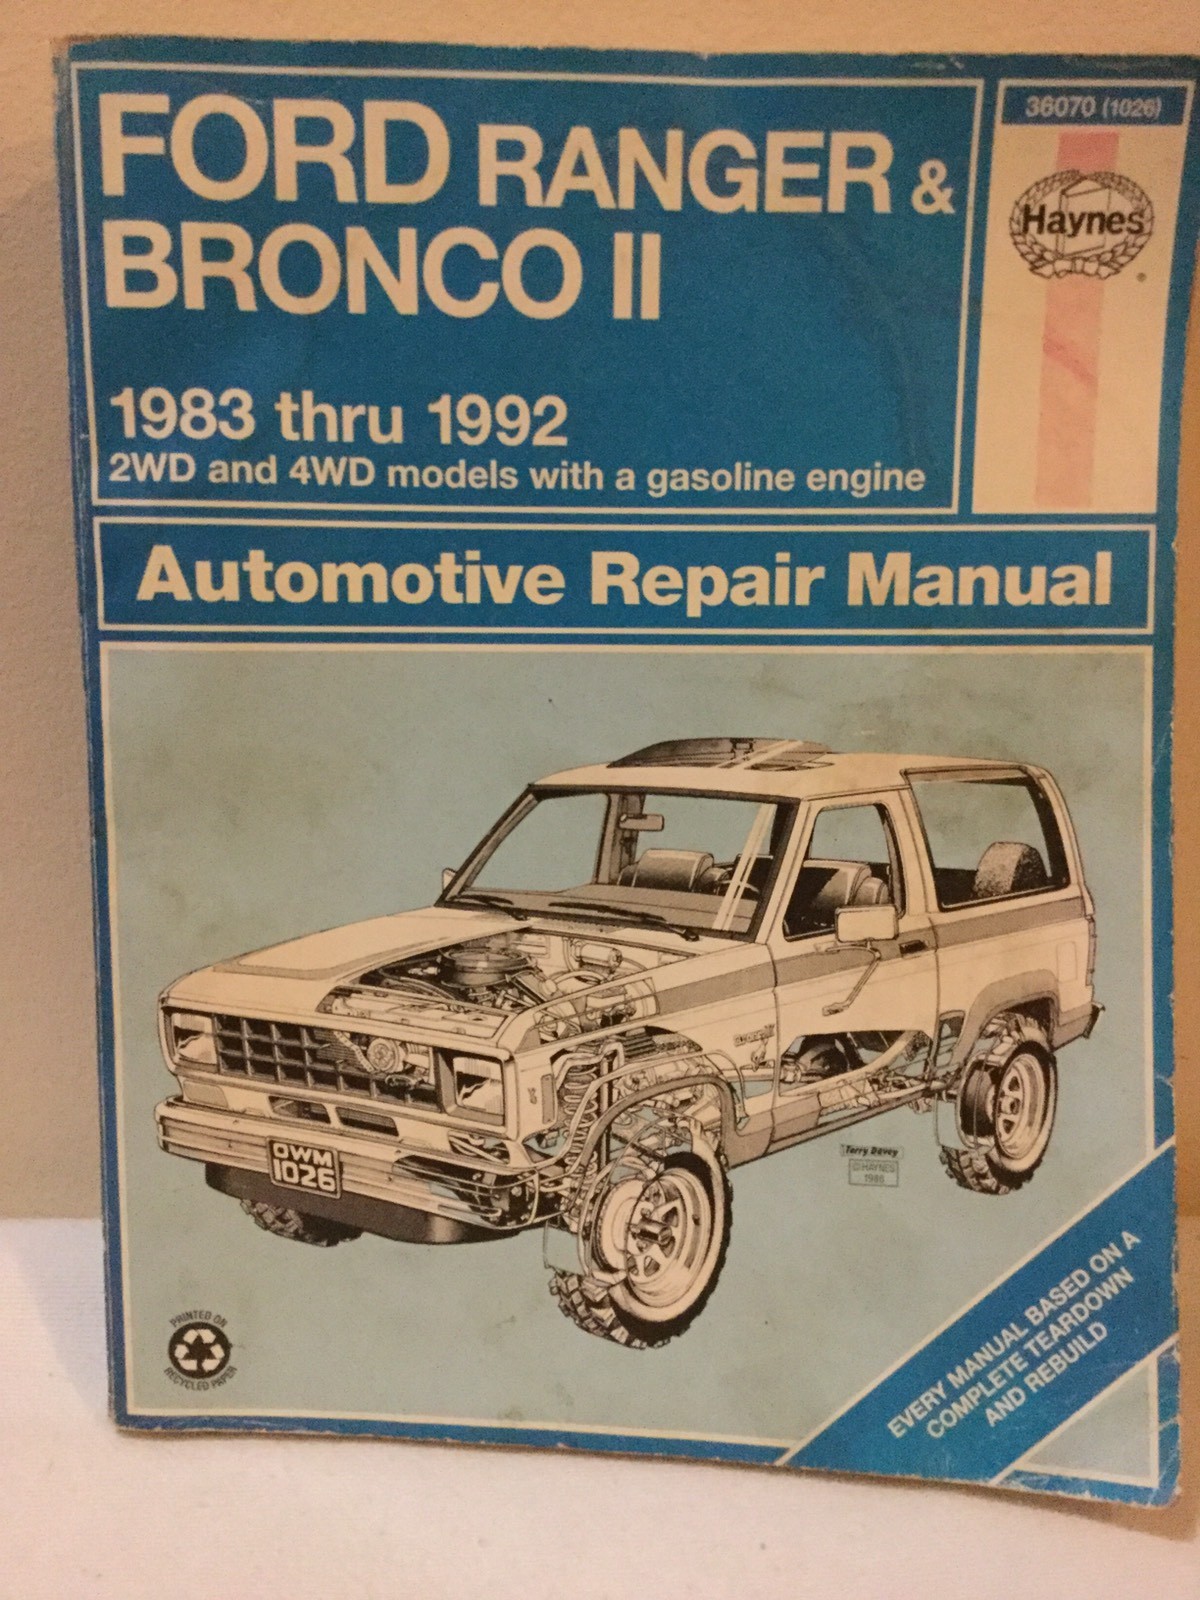 FORD RANGER &
BRONCO II
1983 thru 1992
2WD and 4WD models with a gasoline engine
36070 (1026)
Haynes
®
Automotive Repair Manual
BRONCO II
OWM
1026
Terry Davey
© HAYNES
1986
PRINTED ON
RECYCLED PAPER
EVERY MANUAL BASED ON A
COMPLETE TEARDOWN
AND REBUILD